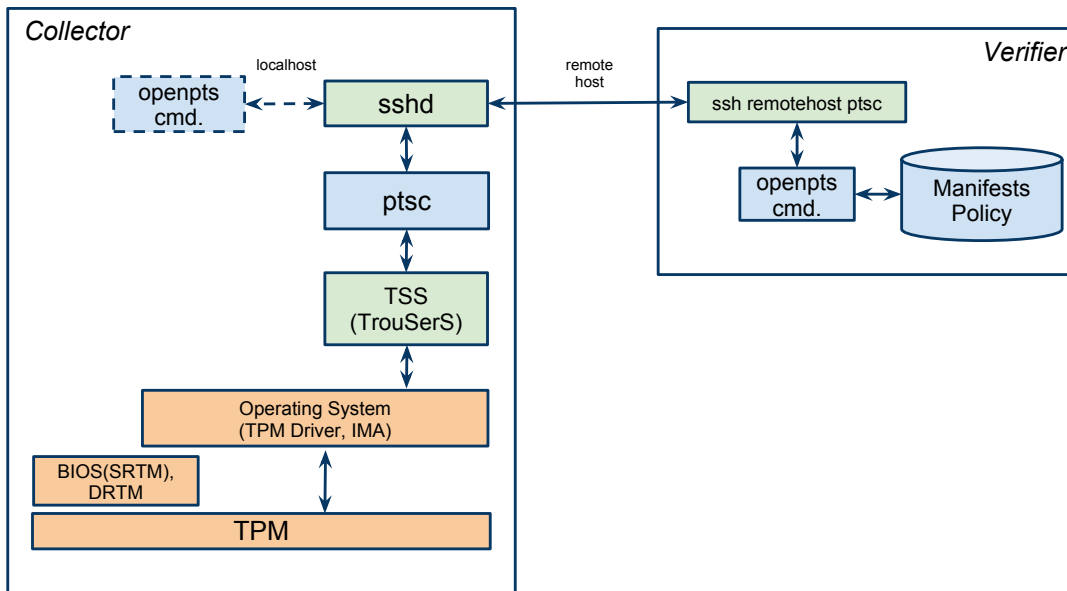 Collector
Verifier
localhost
remote
host
openpts
cmd.
sshd
ssh remotehost ptsc
ptsc
openpts
cmd.
Manifests
Policy
TSS
(TrouSerS)
Operating System
(TPM Driver, IMA)
BIOS(SRTM),
DRTM
TPM